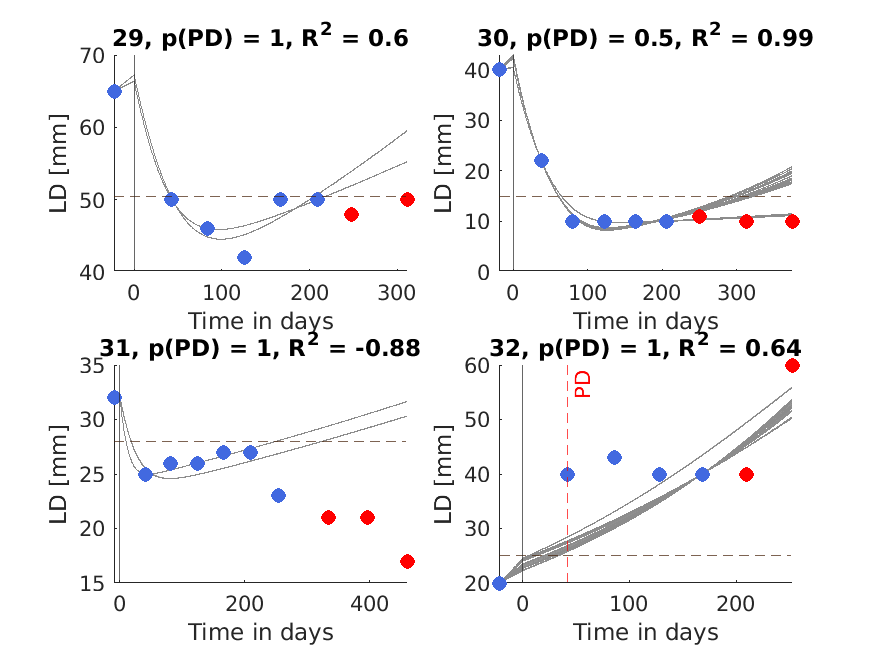 29, p(PD) = 1, R² = 0.6
70
60
50
40
LD [mm]
0
100
200
300
Time in days
30, p(PD) = 0.5, R² = 0.99
40
30
20
10
0
LD [mm]
0
100
200
300
Time in days
31, p(PD) = 1, R² = -0.88
35
30
25
20
15
LD [mm]
0
200
400
Time in days
32, p(PD) = 1, R² = 0.64
60
50
40
30
20
LD [mm]
PD
0
100
200
Time in days